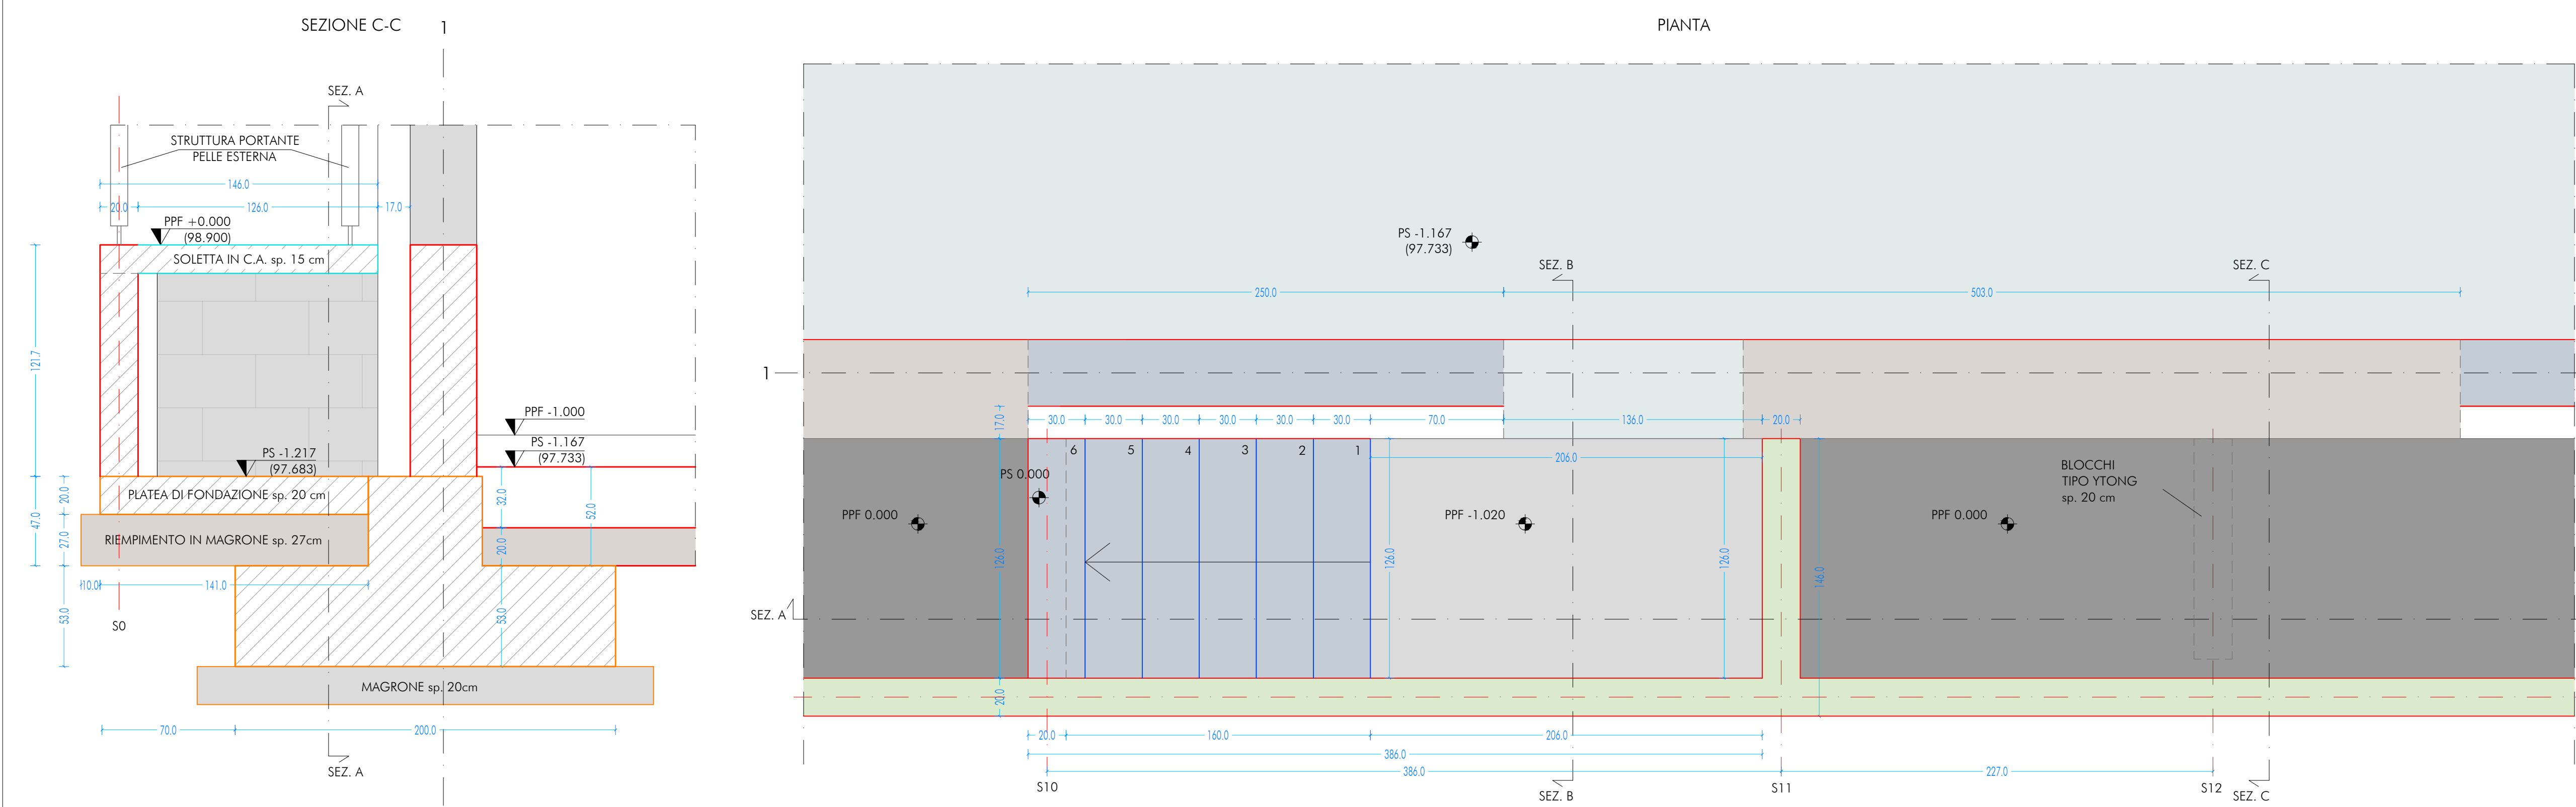 SEZIONE C-C
1
SEZ. A
STRUTTURA PORTANTE
PELLE ESTERNA
146.0
20.0
126.0
17.0
PPF +0.000
(98.900)
SOLETTA IN C.A. sp. 15 cm
121.7
PPF -1.000
PS -1.167
(97.733)
PS -1.217
(97.683)
20.0
PLATEA DI FONDAZIONE sp. 20 cm
32.0
52.0
47.0
27.0
RIEMPIMENTO IN MAGRONE sp. 27cm
20.0
10.0
141.0
53.0
53.0
S0
MAGRONE sp. 20cm
70.0
200.0
SEZ. A
PIANTA
PS -1.167
(97.733)
SEZ. B
SEZ. C
250.0
503.0
1
17.0
30.0
30.0
30.0
30.0
30.0
30.0
70.0
136.0
20.0
6
5
4
3
2
1
206.0
PS 0.000
BLOCCHI
TIPO YTONG
sp. 20 cm
PPF 0.000
PPF -1.020
PPF 0.000
126.0
126.0
126.0
146.0
SEZ. A
20.0
20.0
160.0
206.0
386.0
386.0
227.0
S10
S11
S12
SEZ. B
SEZ. C